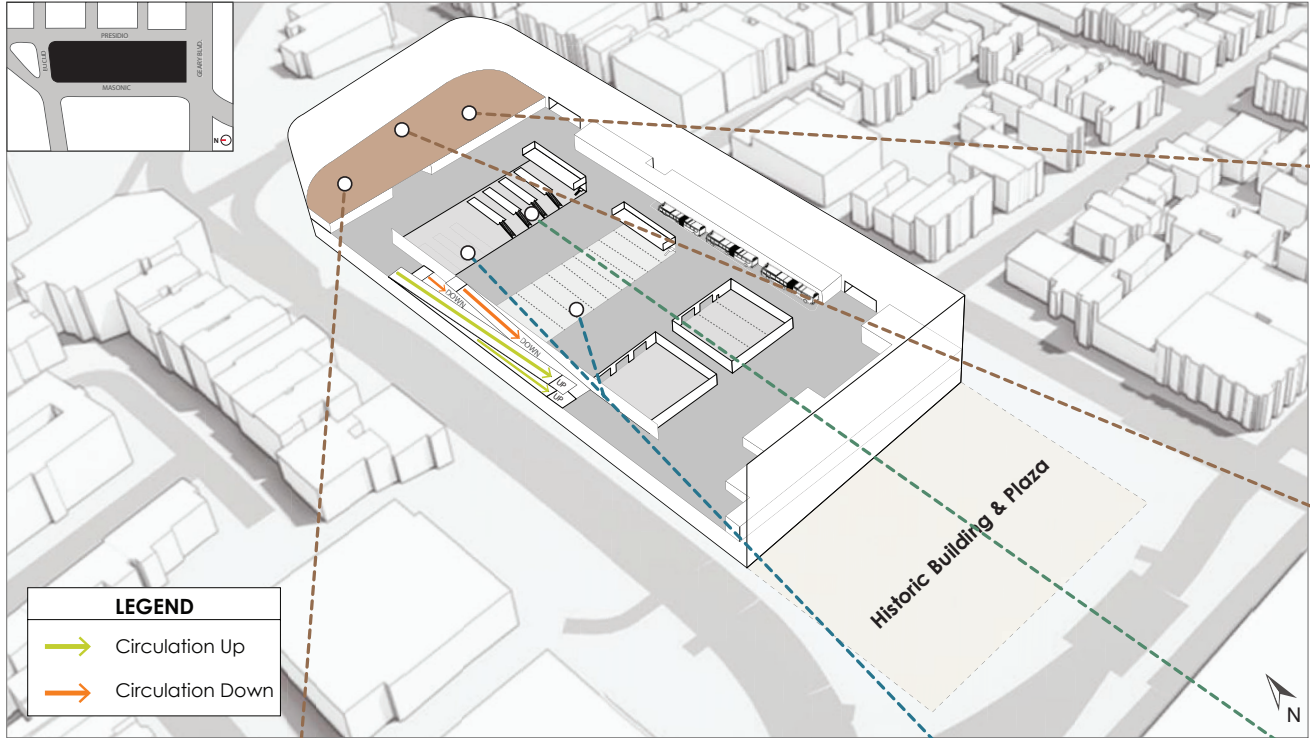 PRESIDIO
EUCLID
GEARY BLVD.
MASONIC
N
DOWN
DOWN
UP
UP
Historic Building & Plaza
LEGEND
Circulation Up
Circulation Down
N